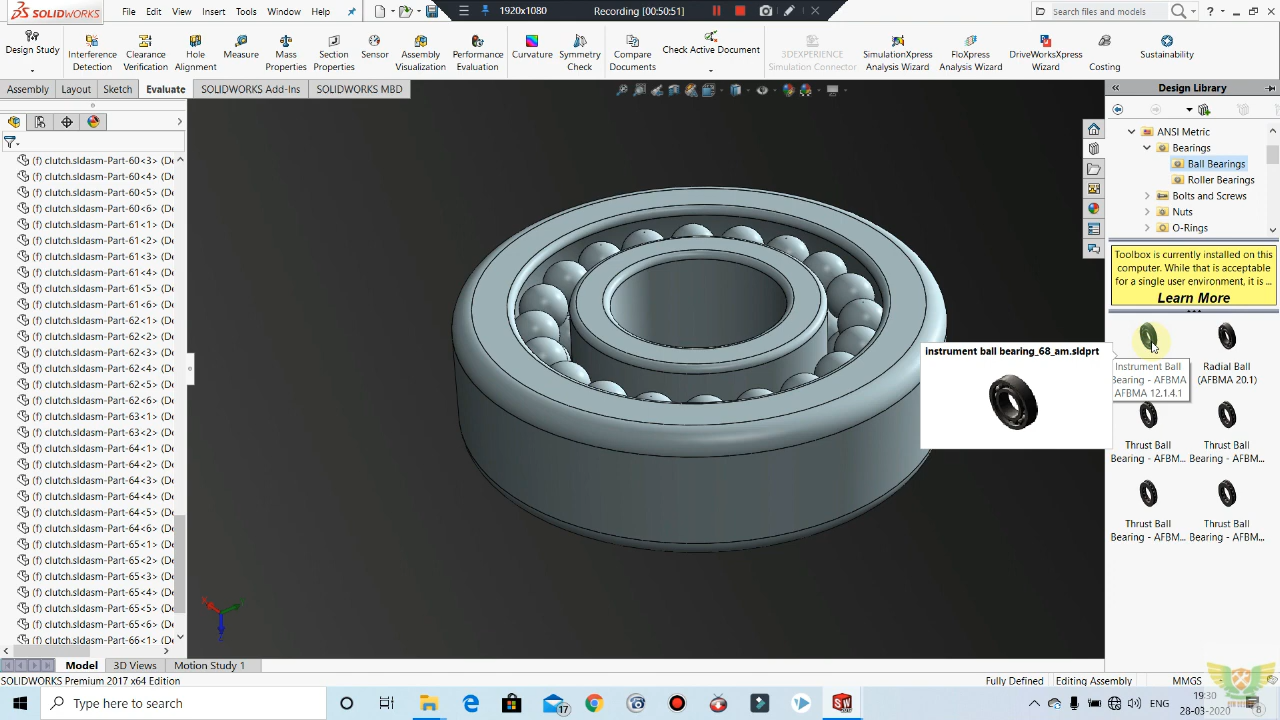 SOLIDWORKS
File
Edit
View
Insert
Tools
Window
Help
1920x1080
Recording [00:50:51]
Search files and models
Design Study
Interference Detection
Clearance Verification
Hole Alignment
Measure
Mass Properties
Section Properties
Sensor
Assembly Visualization
Performance Evaluation
Curvature
Symmetry Check
Compare Documents
Check Active Document
3DEXPERIENCE Simulation Connector
SimulationXpress Analysis Wizard
FloXpress Analysis Wizard
DriveWorksXpress Wizard
Costing
Sustainability
Assembly
Layout
Sketch
Evaluate
SOLIDWORKS Add-Ins
SOLIDWORKS MBD
Design Library
ANSI Metric
Bearings
Ball Bearings
Roller Bearings
Bolts and Screws
Nuts
O-Rings
Toolbox is currently installed on this
computer. While that is acceptable
for a single user environment, it is ...
Learn More
(f) clutch.sldasm-Part-60<3> (De
(f) clutch.sldasm-Part-60<4> (De
(f) clutch.sldasm-Part-60<5> (De
(f) clutch.sldasm-Part-60<6> (De
(f) clutch.sldasm-Part-61<1> (De
(f) clutch.sldasm-Part-61<2> (De
(f) clutch.sldasm-Part-61<3> (De
(f) clutch.sldasm-Part-61<4> (De
(f) clutch.sldasm-Part-61<5> (De
(f) clutch.sldasm-Part-61<6> (De
(f) clutch.sldasm-Part-62<1> (De
(f) clutch.sldasm-Part-62<2> (De
(f) clutch.sldasm-Part-62<3> (De
(f) clutch.sldasm-Part-62<4> (De
(f) clutch.sldasm-Part-62<5> (De
(f) clutch.sldasm-Part-62<6> (De
(f) clutch.sldasm-Part-63<1> (De
(f) clutch.sldasm-Part-63<2> (De
(f) clutch.sldasm-Part-64<1> (De
(f) clutch.sldasm-Part-64<2> (De
(f) clutch.sldasm-Part-64<3> (De
(f) clutch.sldasm-Part-64<4> (De
(f) clutch.sldasm-Part-64<5> (De
(f) clutch.sldasm-Part-64<6> (De
(f) clutch.sldasm-Part-65<1> (De
(f) clutch.sldasm-Part-65<2> (De
(f) clutch.sldasm-Part-65<3> (De
(f) clutch.sldasm-Part-65<4> (De
(f) clutch.sldasm-Part-65<5> (De
(f) clutch.sldasm-Part-65<6> (De
(f) clutch.sldasm-Part-66<1> (De
instrument ball bearing_68_am.sldprt
Instrument Ball
Bearing - AFBMA
AFBMA 12.1.4.1
Radial Ball
(AFBMA 20.1)
Thrust Ball
Bearing - AFBM...
Thrust Ball
Bearing - AFBM...
Thrust Ball
Bearing - AFBM...
Thrust Ball
Bearing - AFBM...
Model
3D Views
Motion Study 1
SOLIDWORKS Premium 2017 x64 Edition
Fully Defined
Editing Assembly
MMGS
Type here to search
17
SW
ENG
19:30
28-03-2020